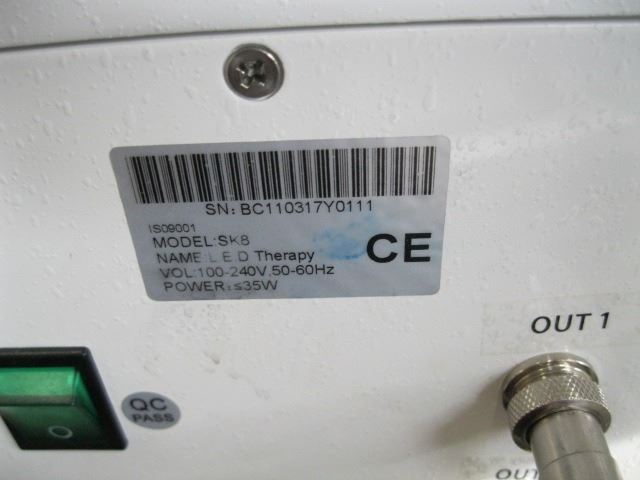 SN: BC110317Y0111
IS09001
MODEL:SK8
NAME:L.E.D Therapy
VOL:100-240V,50-60Hz
POWER:≤35W
CE
OUT 1
QC
PASS
OUT